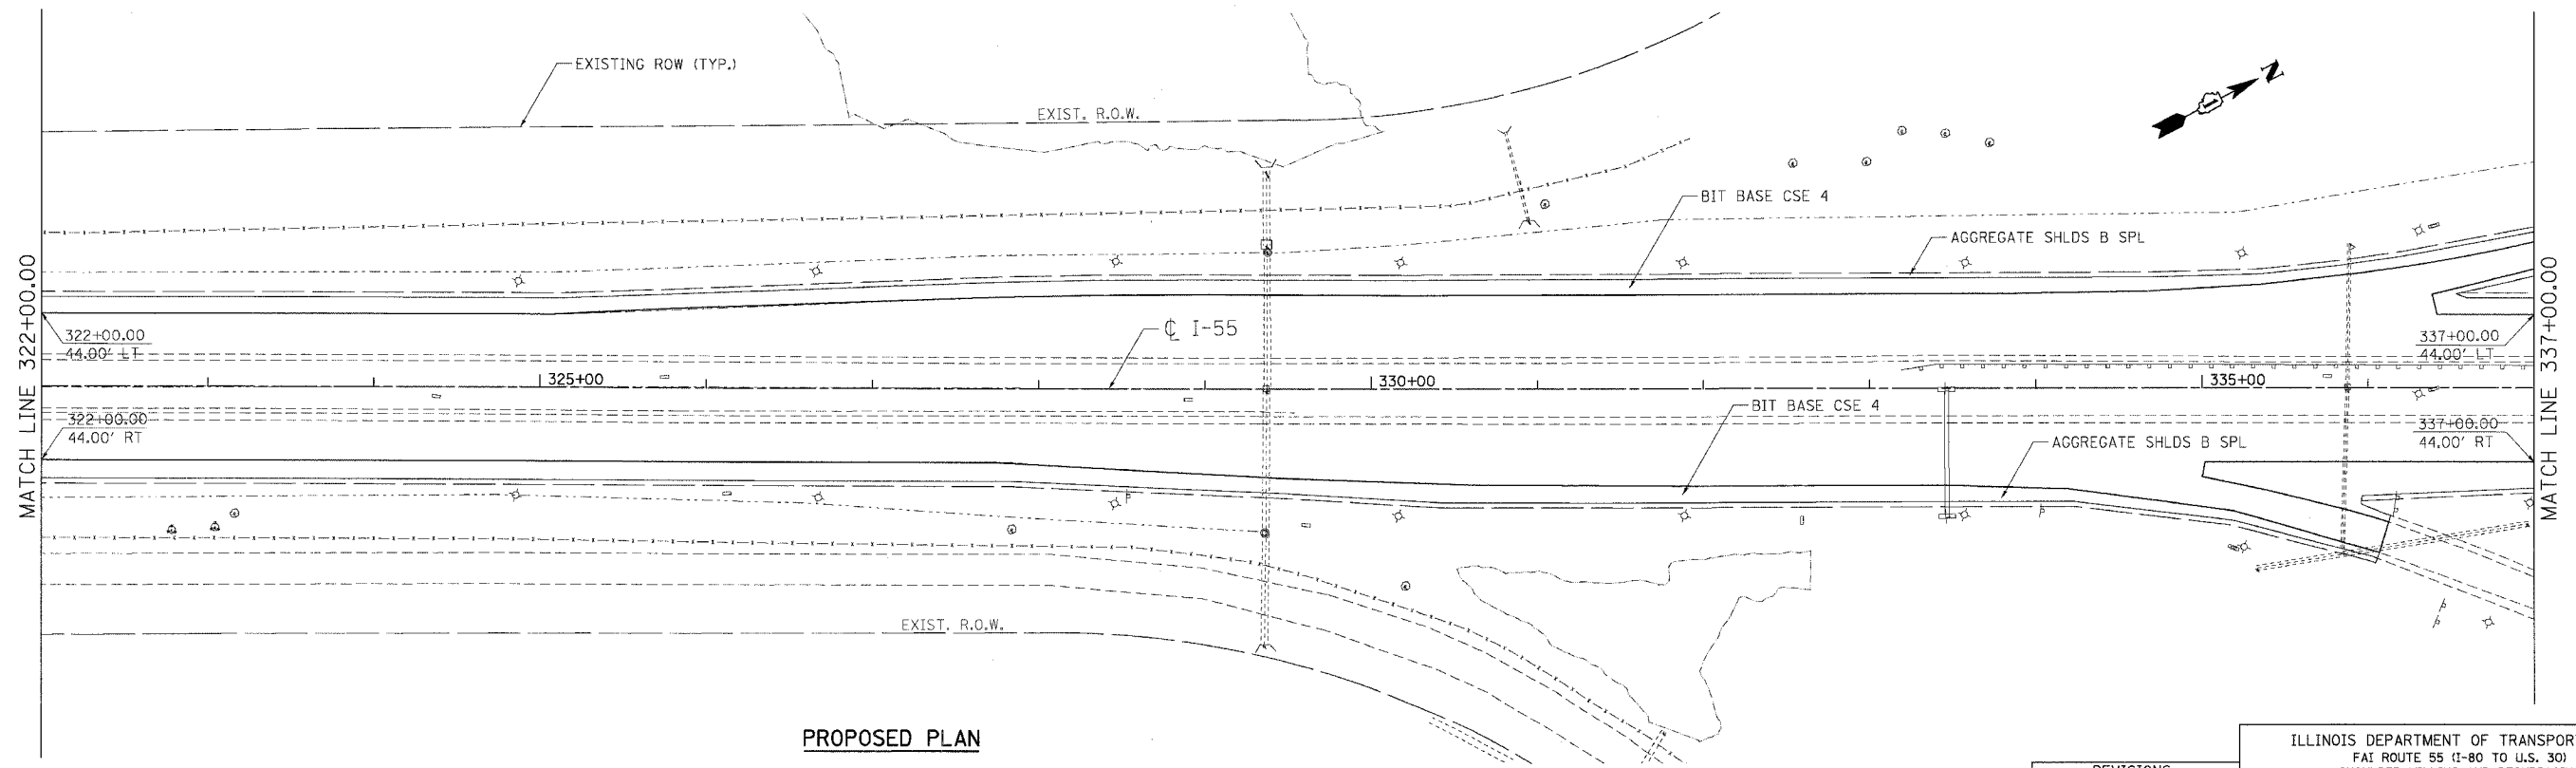 EXISTING ROW (TYP.)
EXIST. R.O.W.
N
BIT BASE CSE 4
AGGREGATE SHLDS B SPL
MATCH LINE 322+00.00
MATCH LINE 337+00.00
322+00.00
44.00' LT
℄ I-55
337+00.00
44.00' LT
325+00
330+00
335+00
322+00.00
44.00' RT
BIT BASE CSE 4
AGGREGATE SHLDS B SPL
337+00.00
44.00' RT
EXIST. R.O.W.
PROPOSED PLAN
ILLINOIS DEPARTMENT OF TRANSPOR
FAI ROUTE 55 (I-80 TO U.S. 30)
REVISIONS